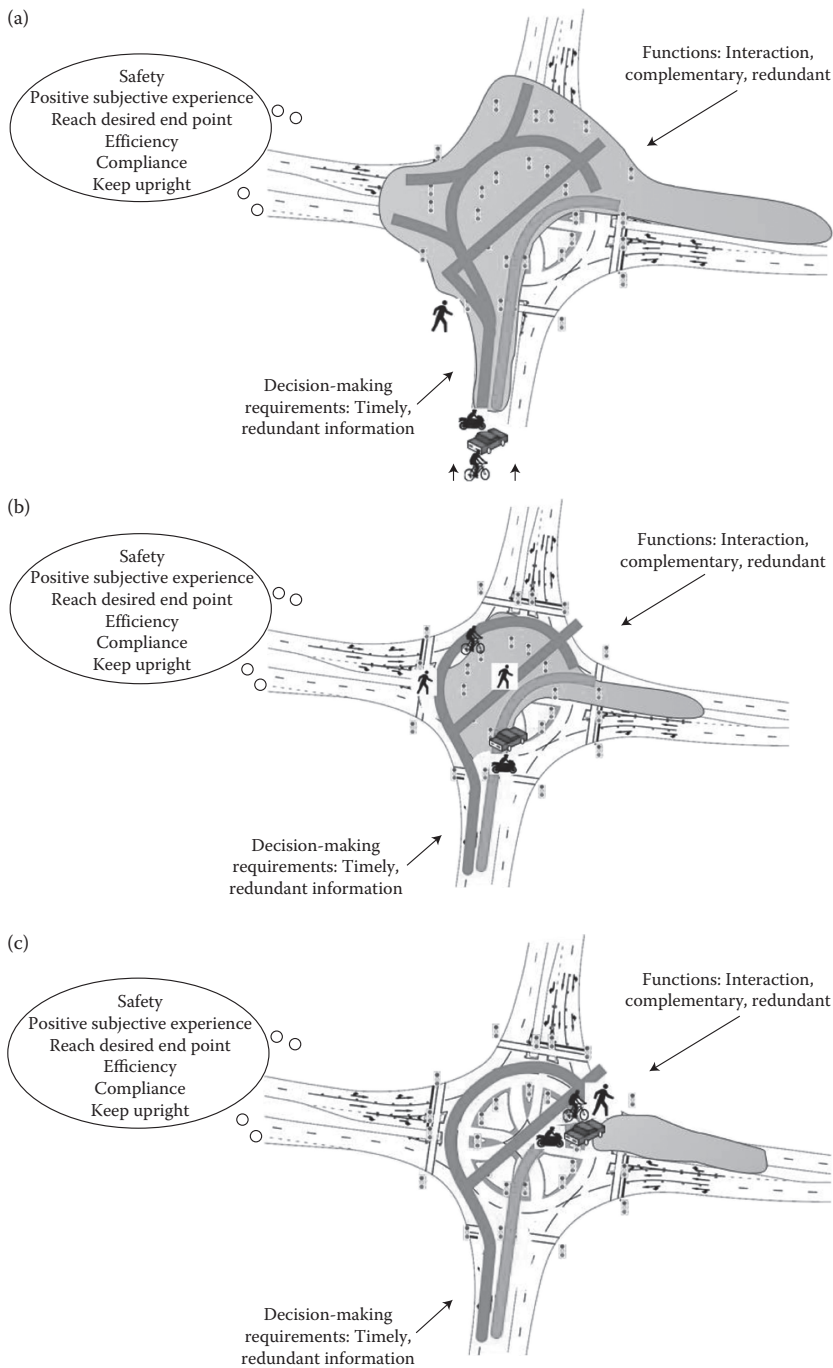 (a)
Safety
Positive subjective experience
Reach desired end point
Efficiency
Compliance
Keep upright
Functions: Interaction,
complementary, redundant
Decision-making
requirements: Timely,
redundant information
(b)
Safety
Positive subjective experience
Reach desired end point
Efficiency
Compliance
Keep upright
Functions: Interaction,
complementary, redundant
Decision-making
requirements: Timely,
redundant information
(c)
Safety
Positive subjective experience
Reach desired end point
Efficiency
Compliance
Keep upright
Functions: Interaction,
complementary, redundant
Decision-making
requirements: Timely,
redundant information